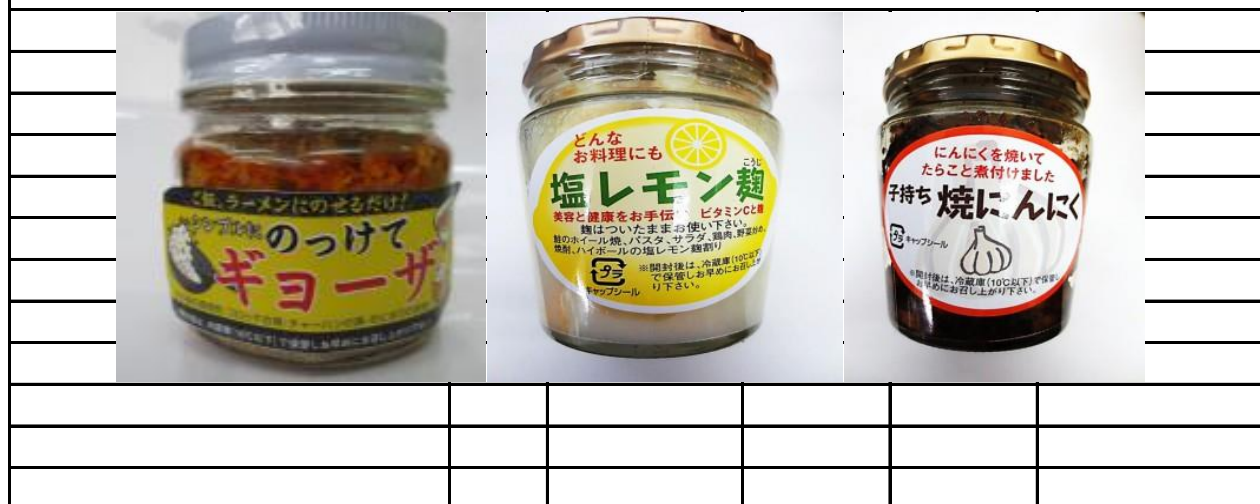 ご飯、ラーメンにのせるだけ！
のっけて
ギョーザ
どんな
お料理にも
こうじ
塩レモン麹
美容と健康をお手伝い ビタミンCと麹
麹はついたままお使い下さい。
鮭のホイール焼、パスタ、サラダ、鶏肉、野菜炒め、
焼酎、ハイボールの塩レモン麹割り
プラ
キャップシール
※開封後は、冷蔵庫(10℃以下)
で保管しお早めにお召し上が
り下さい。
にんにくを焼いて
たらこと煮付けました
子持ち 焼にんにく
プラ キャップシール
※開封後は、冷蔵庫(10℃以下)で保管し
お早めにお召し上がり下さい。